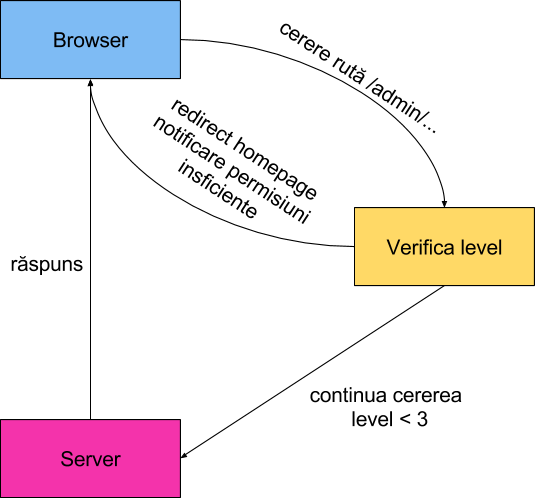 Browser
cerere rută /admin/...
redirect homepage
notificare permisiuni
insficiente
Verifica level
răspuns
continua cererea
level < 3
Server